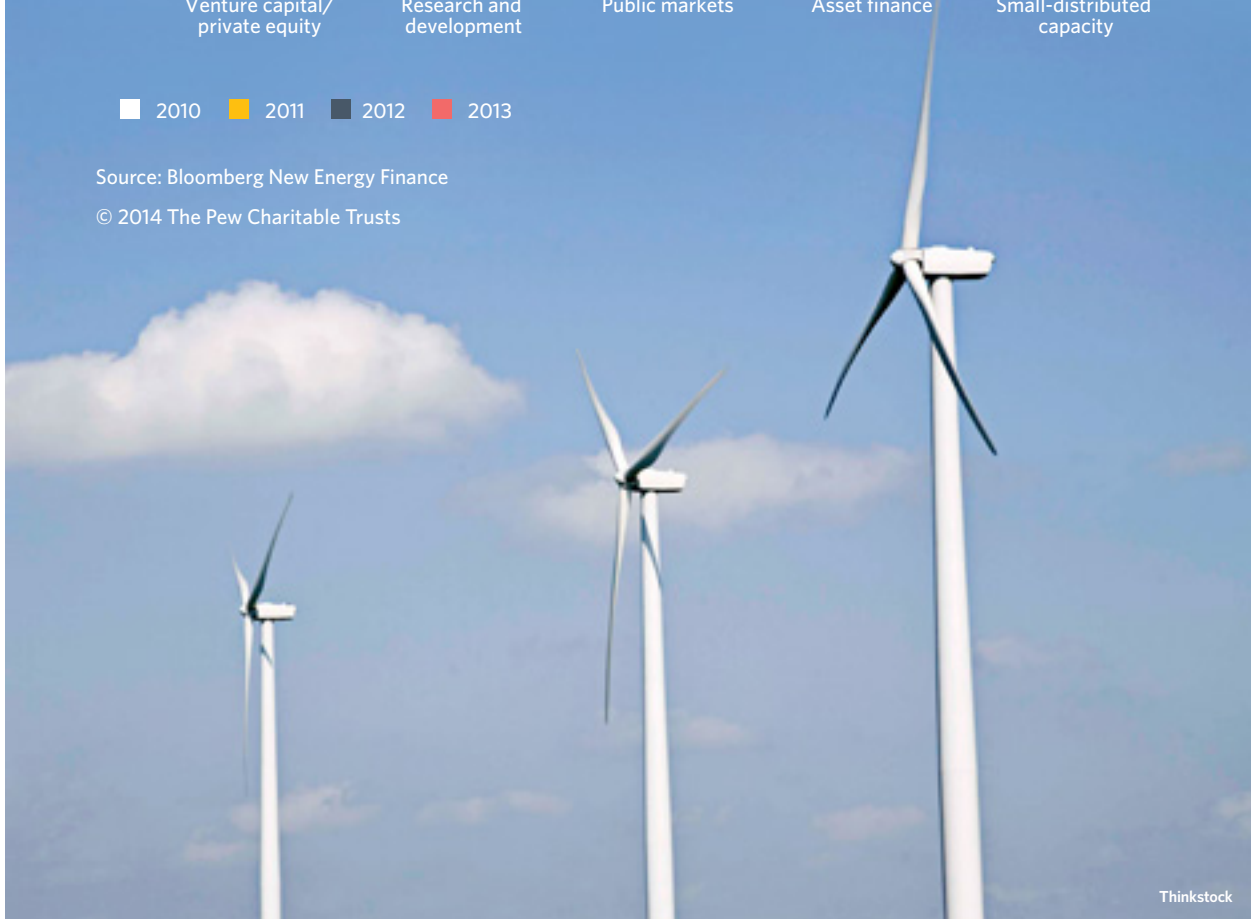 Venture capital/ Research and Public markets Asset finance Small-distributed
private equity development capacity
2010 2011 2012 2013
Source: Bloomberg New Energy Finance
© 2014 The Pew Charitable Trusts
Thinkstock